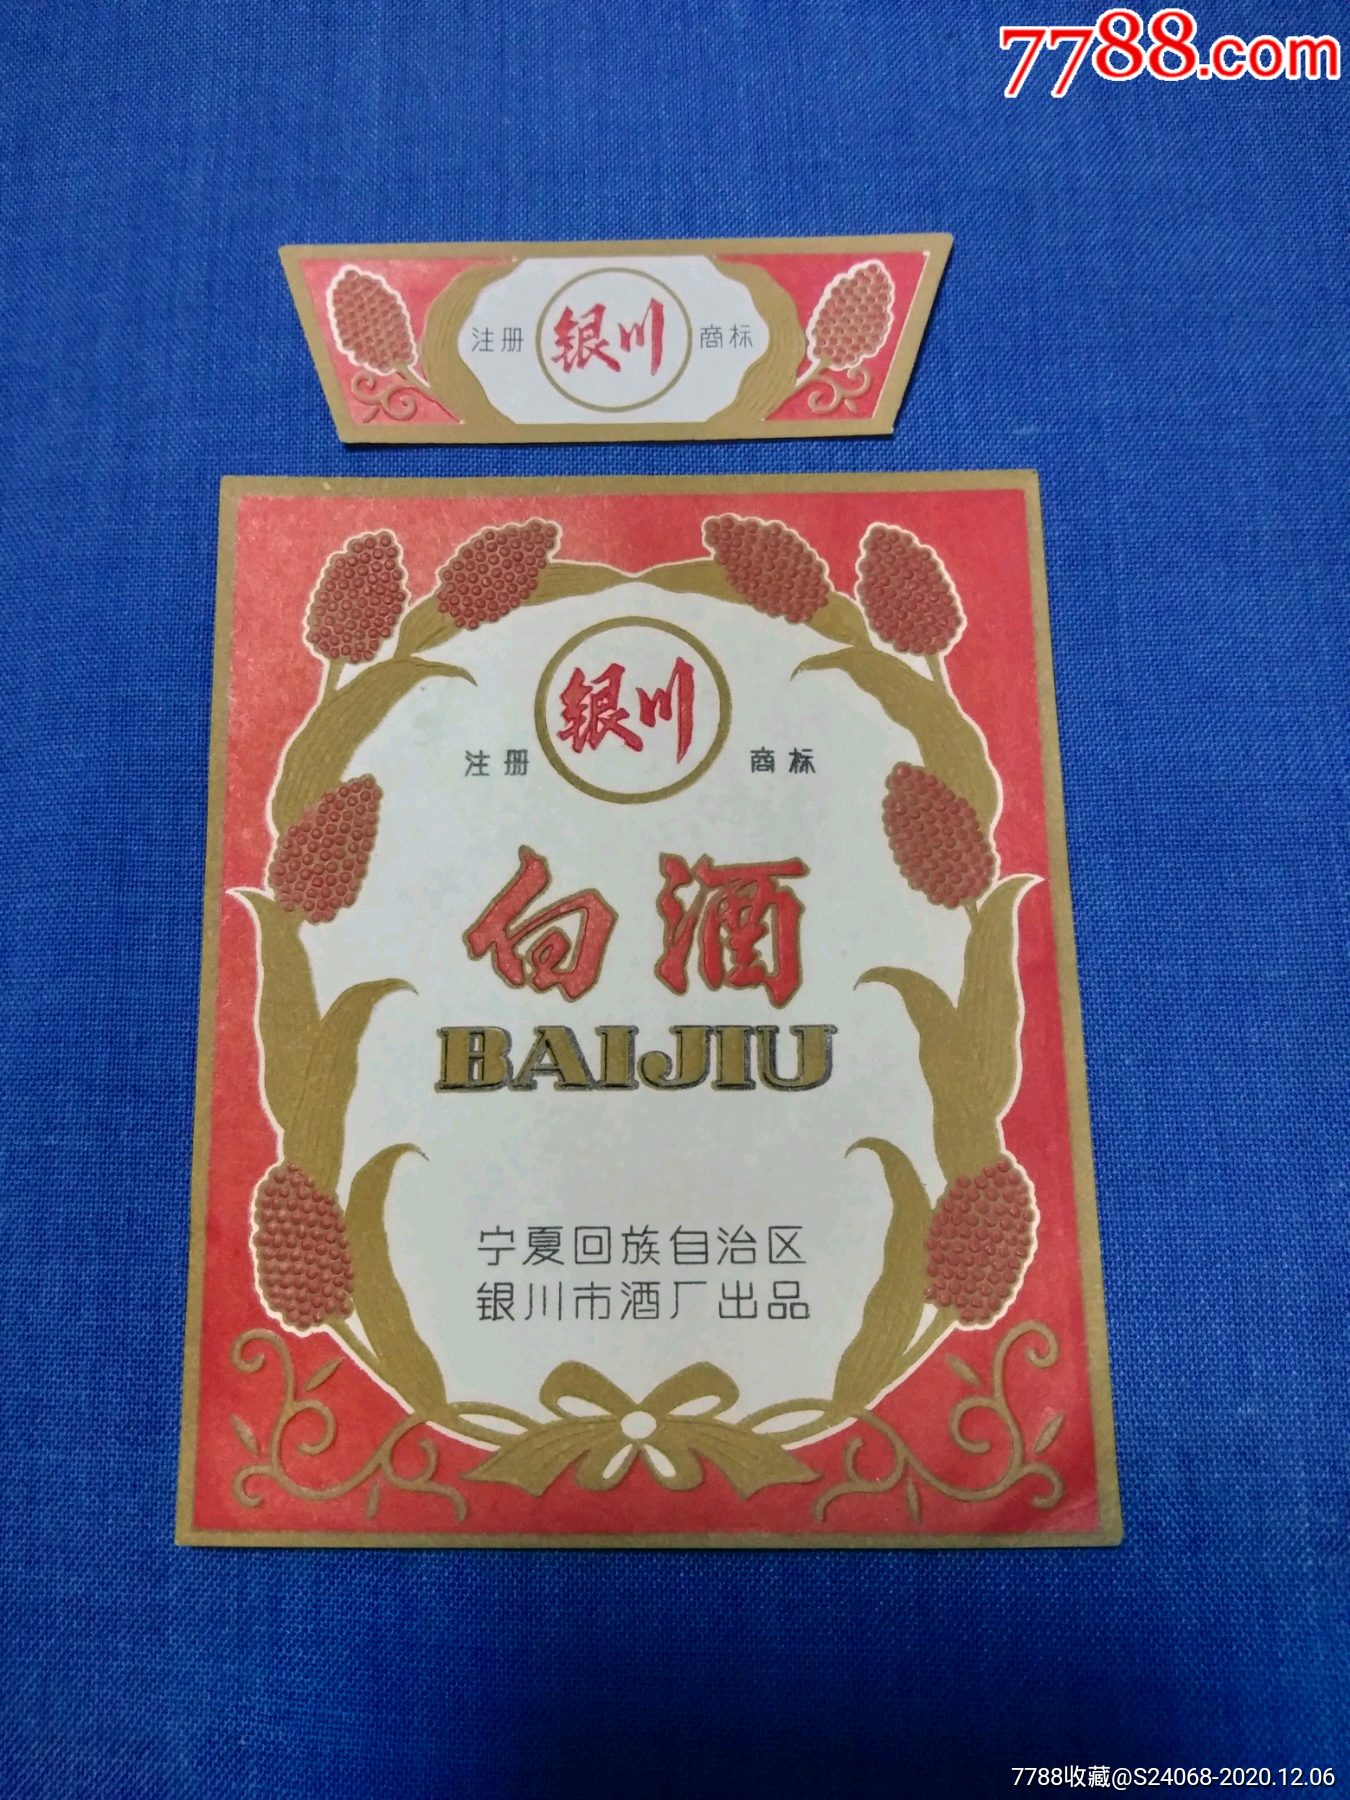 7788.com
注册 银川 商标
银川
注册 商标
白酒
BAIJIU
宁夏回族自治区
银川市酒厂出品
7788收藏@S24068-2020.12.06